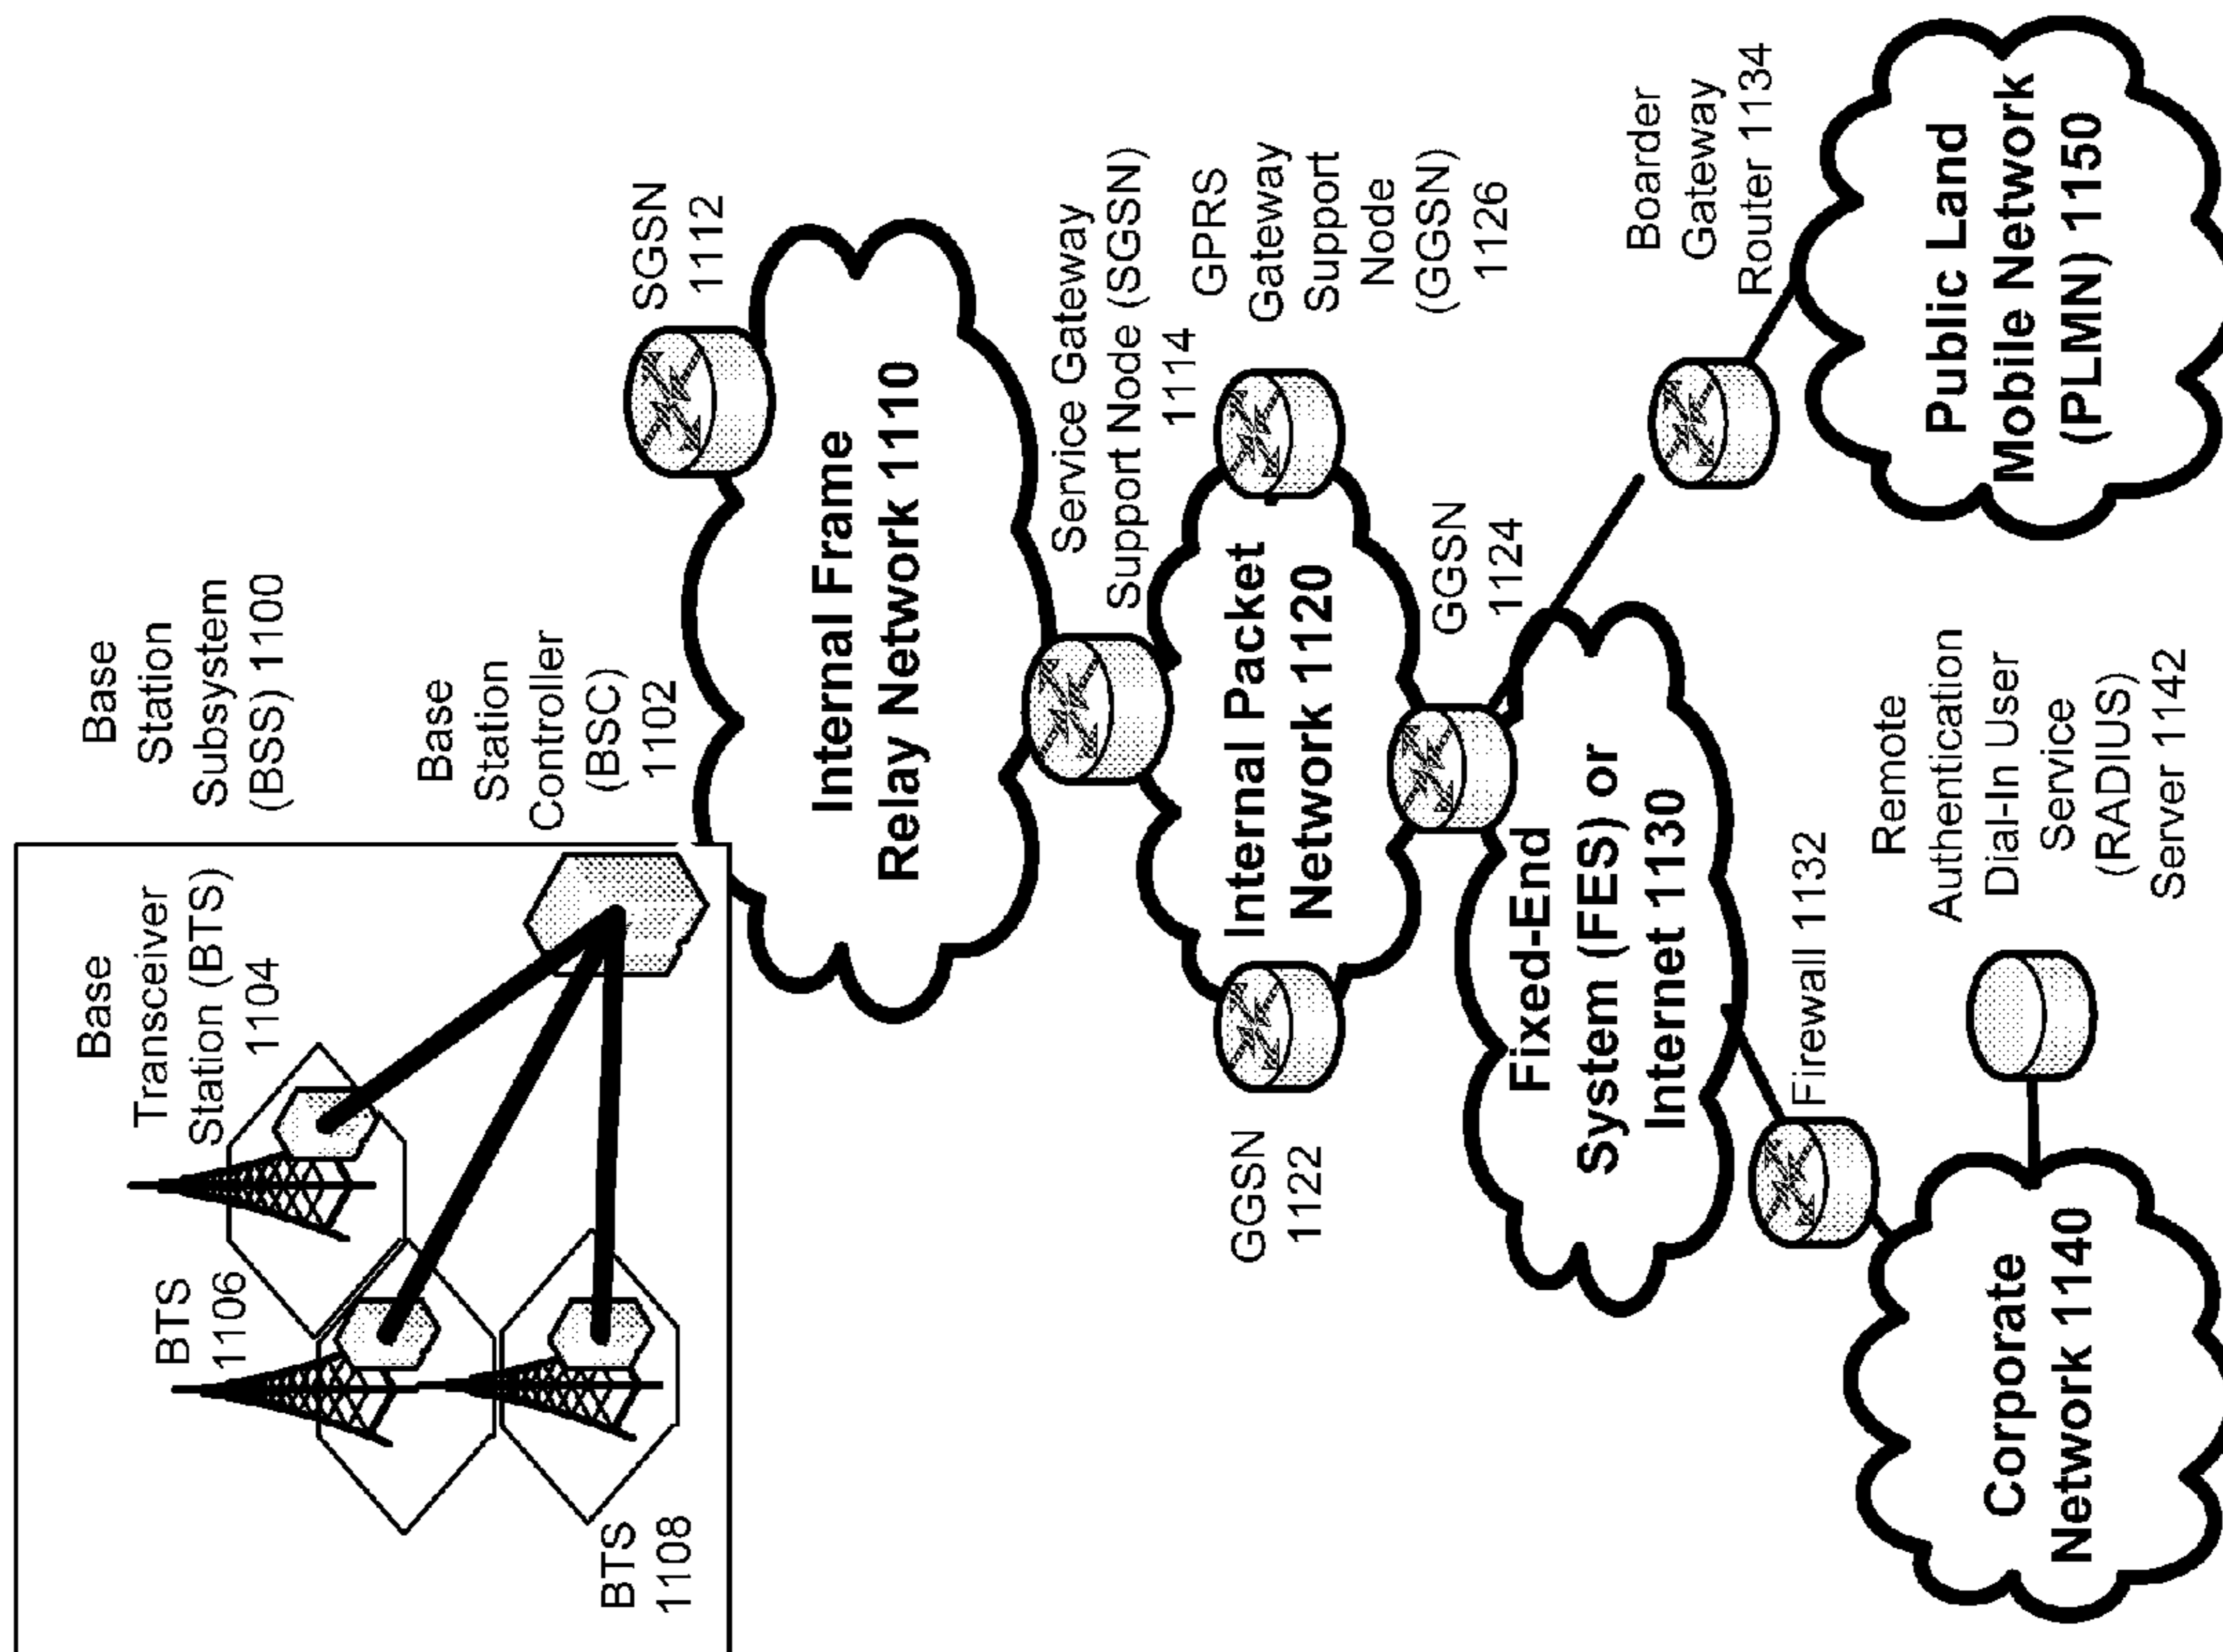 Base
Station
Subsystem
(BSS) 1100
Base
Transceiver
Station (BTS)
1104
BTS
1106
BTS
1108
Base
Station
Controller
(BSC)
1102
SGSN
1112
Internal Frame
Relay Network 1110
Service Gateway
Support Node (SGSN)
1114
GPRS
Gateway
Support
Node
(GGSN)
1126
Internal Packet
Network 1120
GGSN
1122
GGSN
1124
Fixed-End
System (FES) or
Internet 1130
Boarder
Gateway
Router 1134
Public Land
Mobile Network
(PLMN) 1150
Firewall 1132
Remote
Authentication
Dial-In User
Service
(RADIUS)
Server 1142
Corporate
Network 1140